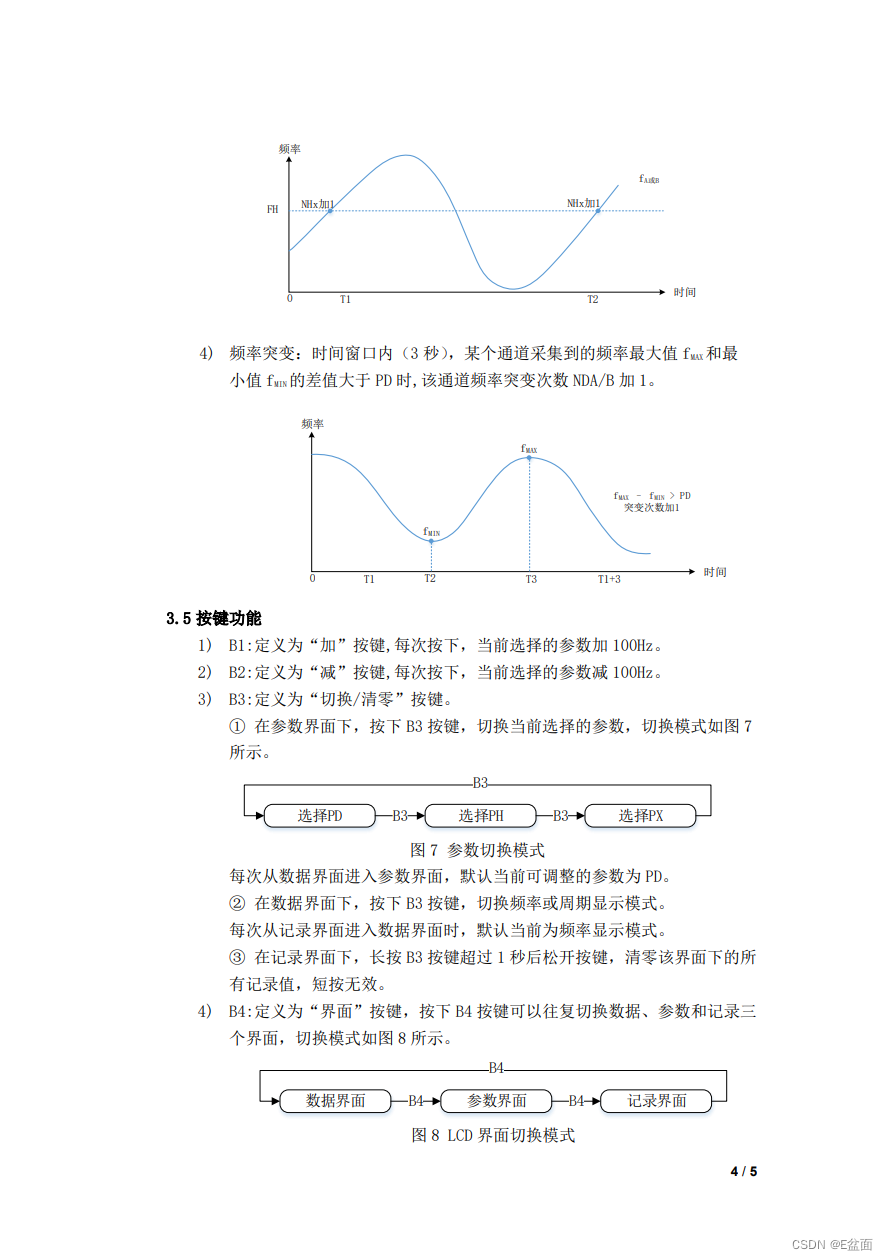 频率
fA或B
FH
NHx加1
NHx加1
0
T1
T2
时间
4) 频率突变: 时间窗口内（3 秒），某个通道采集到的频率最大值 fMAX 和最
小值 fMIN 的差值大于 PD 时,该通道频率突变次数 NDA/B 加 1。
频率
fMAX
fMAX - fMIN > PD
突变次数加1
fMIN
0
T1
T2
T3
T1+3
时间
3.5 按键功能
1) B1:定义为“加”按键,每次按下，当前选择的参数加 100Hz。
2) B2:定义为“减”按键,每次按下，当前选择的参数减 100Hz。
3) B3:定义为“切换/清零”按键。
① 在参数界面下，按下 B3 按键，切换当前选择的参数，切换模式如图 7
所示。
B3
选择PD B3 选择PH B3 选择PX
图 7 参数切换模式
每次从数据界面进入参数界面，默认当前可调整的参数为 PD。
② 在数据界面下，按下 B3 按键，切换频率或周期显示模式。
每次从记录界面进入数据界面时，默认当前为频率显示模式。
③ 在记录界面下，长按 B3 按键超过 1 秒后松开按键，清零该界面下的所
有记录值，短按无效。
4) B4:定义为“界面”按键，按下 B4 按键可以往复切换数据、参数和记录三
个界面，切换模式如图 8 所示。
B4
数据界面 B4 参数界面 B4 记录界面
图 8 LCD 界面切换模式
4 / 5
CSDN @E盆面